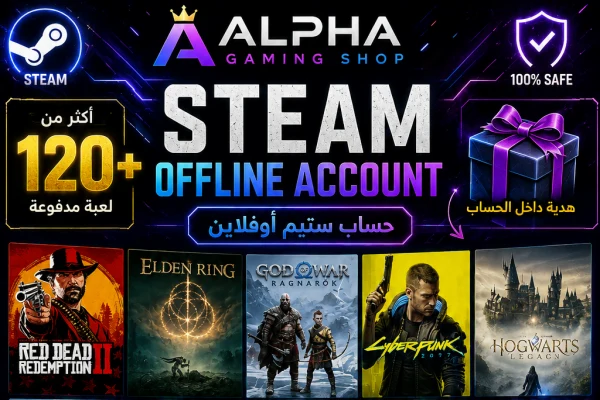 ALPHA
GAMING SHOP
STEAM
100% SAFE
STEAM
OFFLINE ACCOUNT
حساب ستيم أوفلاين
أكثر من
120+
لعبة مدفوعة
هدية داخل الحساب
RED DEAD
REDEMPTION II
ELDEN RING
GOD OF WAR
RAGNARÖK
CYBERPUNK
2077
HOGWARTS
LEGACY